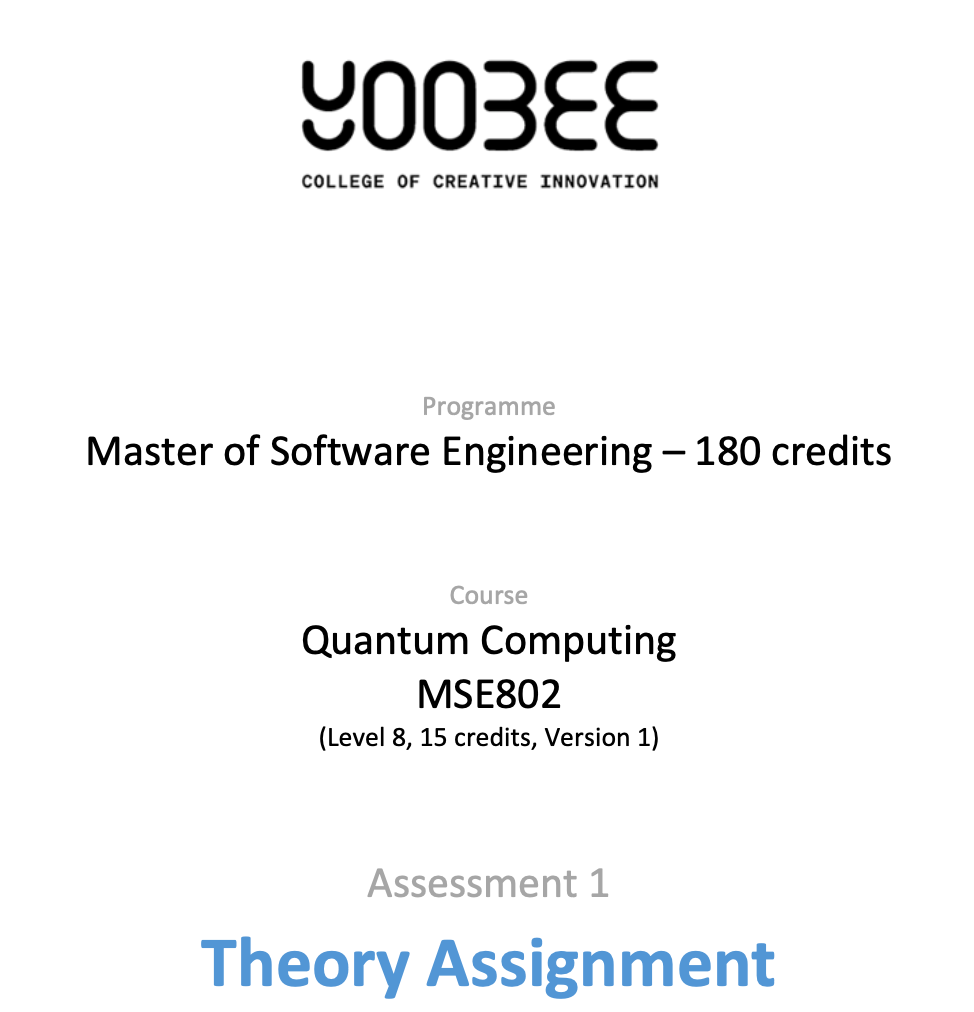 YOOBEE
COLLEGE OF CREATIVE INNOVATION
Programme
Master of Software Engineering – 180 credits
Course
Quantum Computing
MSE802
(Level 8, 15 credits, Version 1)
Assessment 1
Theory Assignment